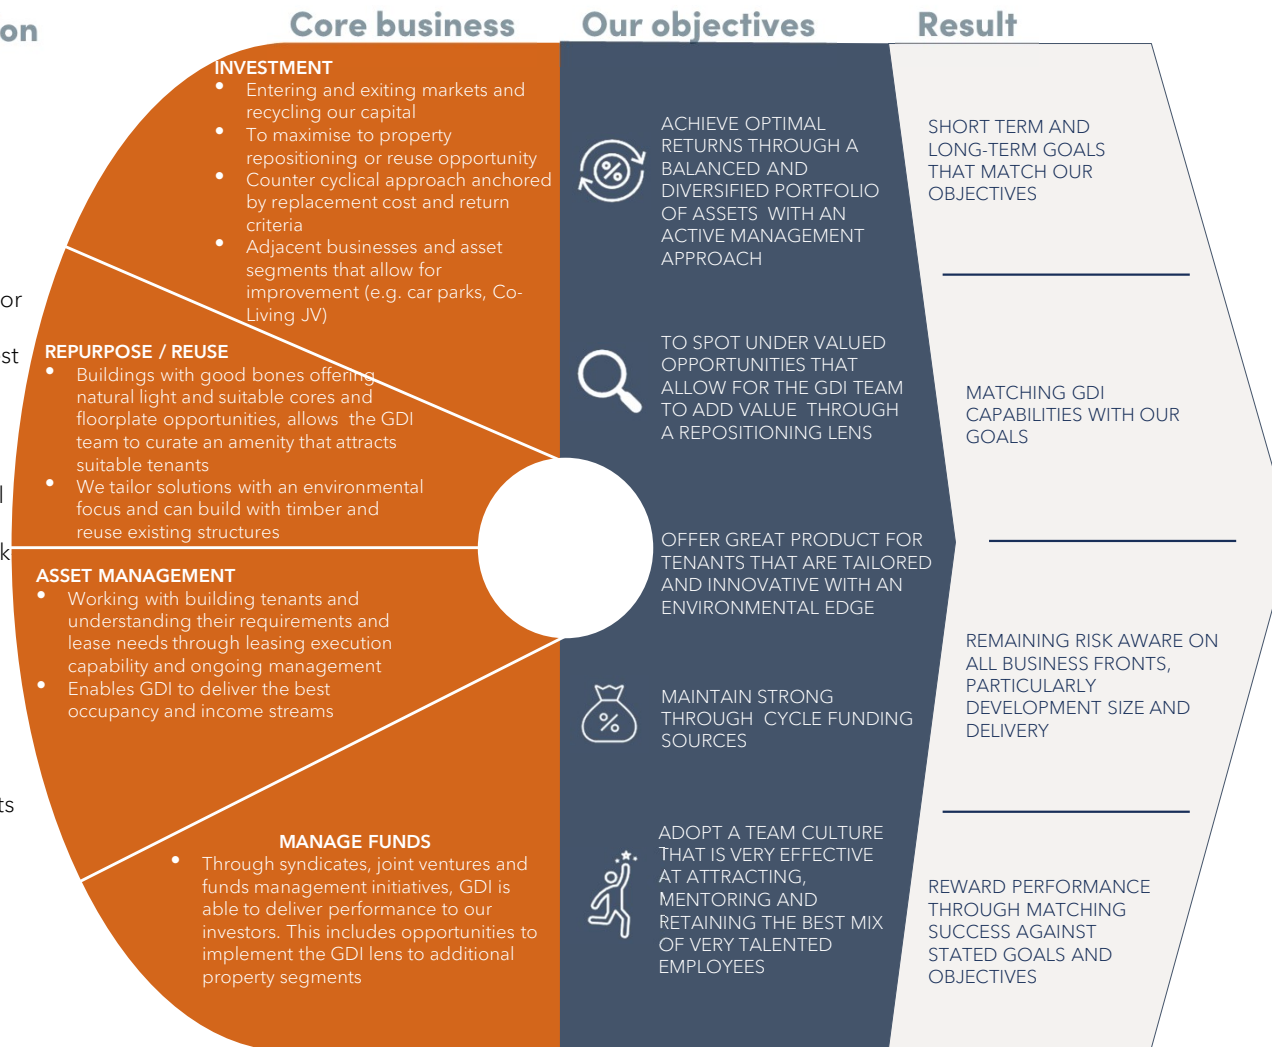 on
or
est
l
k
ts
Core business
INVESTMENT
• Entering and exiting markets and
recycling our capital
• To maximise to property
repositioning or reuse opportunity
• Counter cyclical approach anchored
by replacement cost and return
criteria
• Adjacent businesses and asset
segments that allow for
improvement (e.g. car parks, Co-
Living JV)
REPURPOSE / REUSE
• Buildings with good bones offering
natural light and suitable cores and
floorplate opportunities, allows the GDI
team to curate an amenity that attracts
suitable tenants
• We tailor solutions with an environmental
focus and can build with timber and
reuse existing structures
ASSET MANAGEMENT
• Working with building tenants and
understanding their requirements and
lease needs through leasing execution
capability and ongoing management
• Enables GDI to deliver the best
occupancy and income streams
MANAGE FUNDS
• Through syndicates, joint ventures and
funds management initiatives, GDI is
able to deliver performance to our
investors. This includes opportunities to
implement the GDI lens to additional
property segments
Our objectives
%
ACHIEVE OPTIMAL
RETURNS THROUGH A
BALANCED AND
DIVERSIFIED PORTFOLIO
OF ASSETS WITH AN
ACTIVE MANAGEMENT
APPROACH
TO SPOT UNDER VALUED
OPPORTUNITIES THAT
ALLOW FOR THE GDI TEAM
TO ADD VALUE THROUGH
A REPOSITIONING LENS
OFFER GREAT PRODUCT FOR
TENANTS THAT ARE TAILORED
AND INNOVATIVE WITH AN
ENVIRONMENTAL EDGE
%
MAINTAIN STRONG
THROUGH CYCLE FUNDING
SOURCES
ADOPT A TEAM CULTURE
THAT IS VERY EFFECTIVE
AT ATTRACTING,
MENTORING AND
RETAINING THE BEST MIX
OF VERY TALENTED
EMPLOYEES
Result
SHORT TERM AND
LONG-TERM GOALS
THAT MATCH OUR
OBJECTIVES
MATCHING GDI
CAPABILITIES WITH OUR
GOALS
REMAINING RISK AWARE ON
ALL BUSINESS FRONTS,
PARTICULARLY
DEVELOPMENT SIZE AND
DELIVERY
REWARD PERFORMANCE
THROUGH MATCHING
SUCCESS AGAINST
STATED GOALS AND
OBJECTIVES